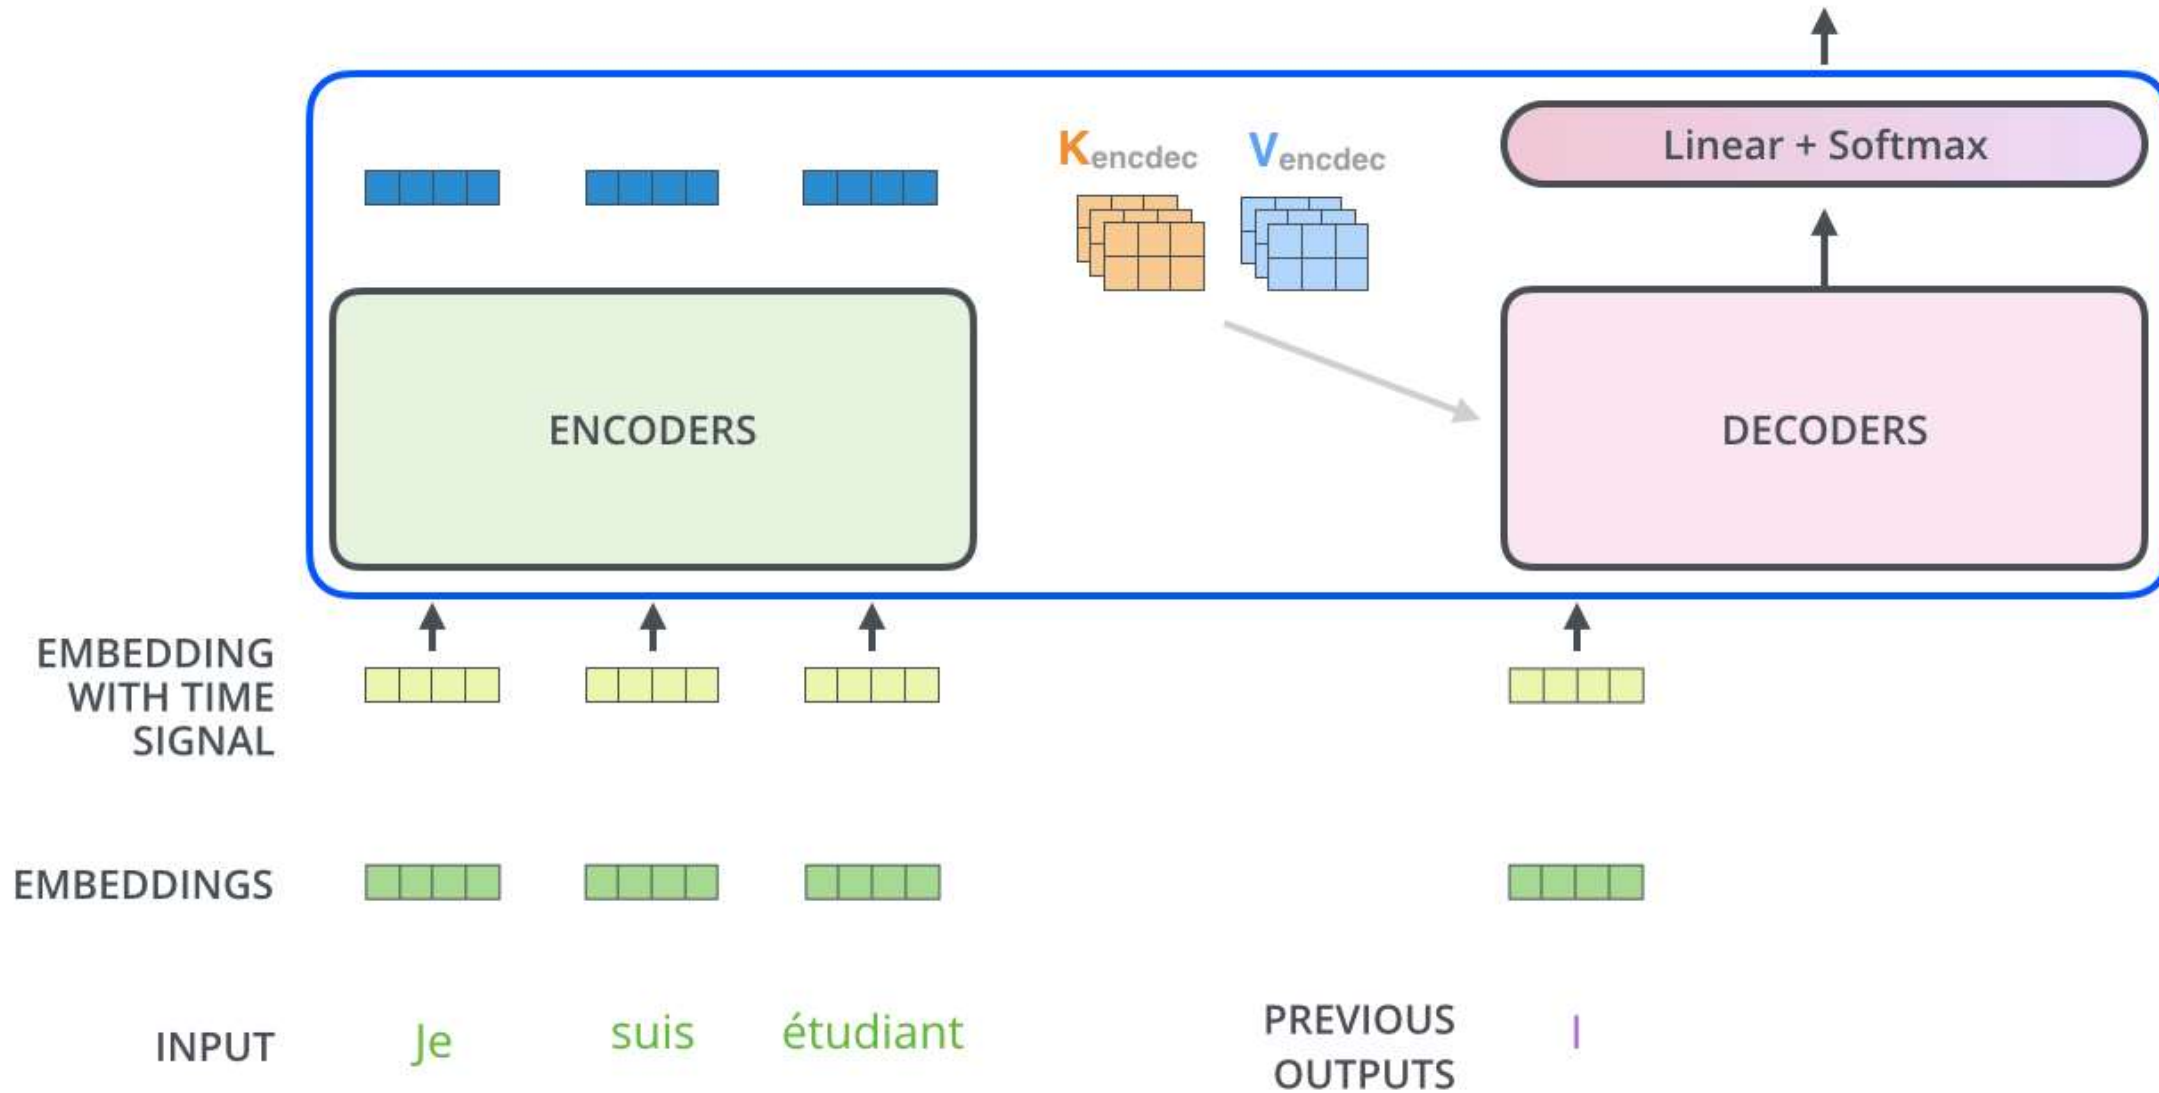 Kencdec Vencdec
Linear + Softmax
ENCODERS
DECODERS
EMBEDDING
WITH TIME
SIGNAL
EMBEDDINGS
INPUT Je suis étudiant
PREVIOUS
OUTPUTS
I